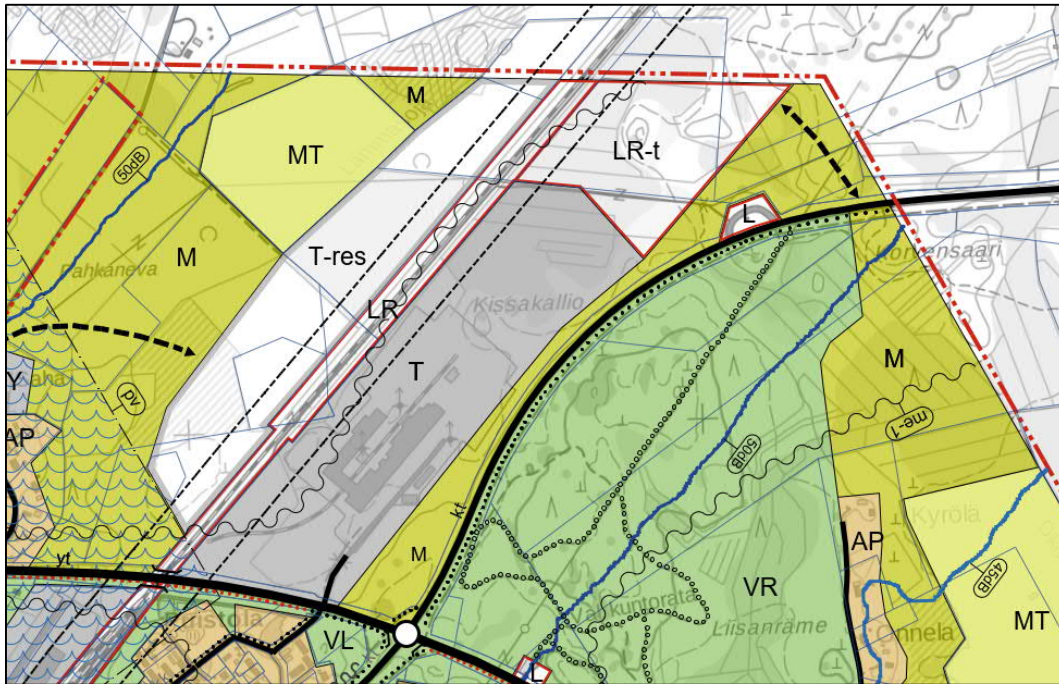 M
MT
LR-t
50dB
L
M
T-res
Pahkaneva
Korvensaari
Kissakallio
LR
T
M
pv
Y
AP
me-1
50dB
kt
Kyrölä
M
AP
yt
45dB
VR
MT
Liisanräme
Onnela
VL
L